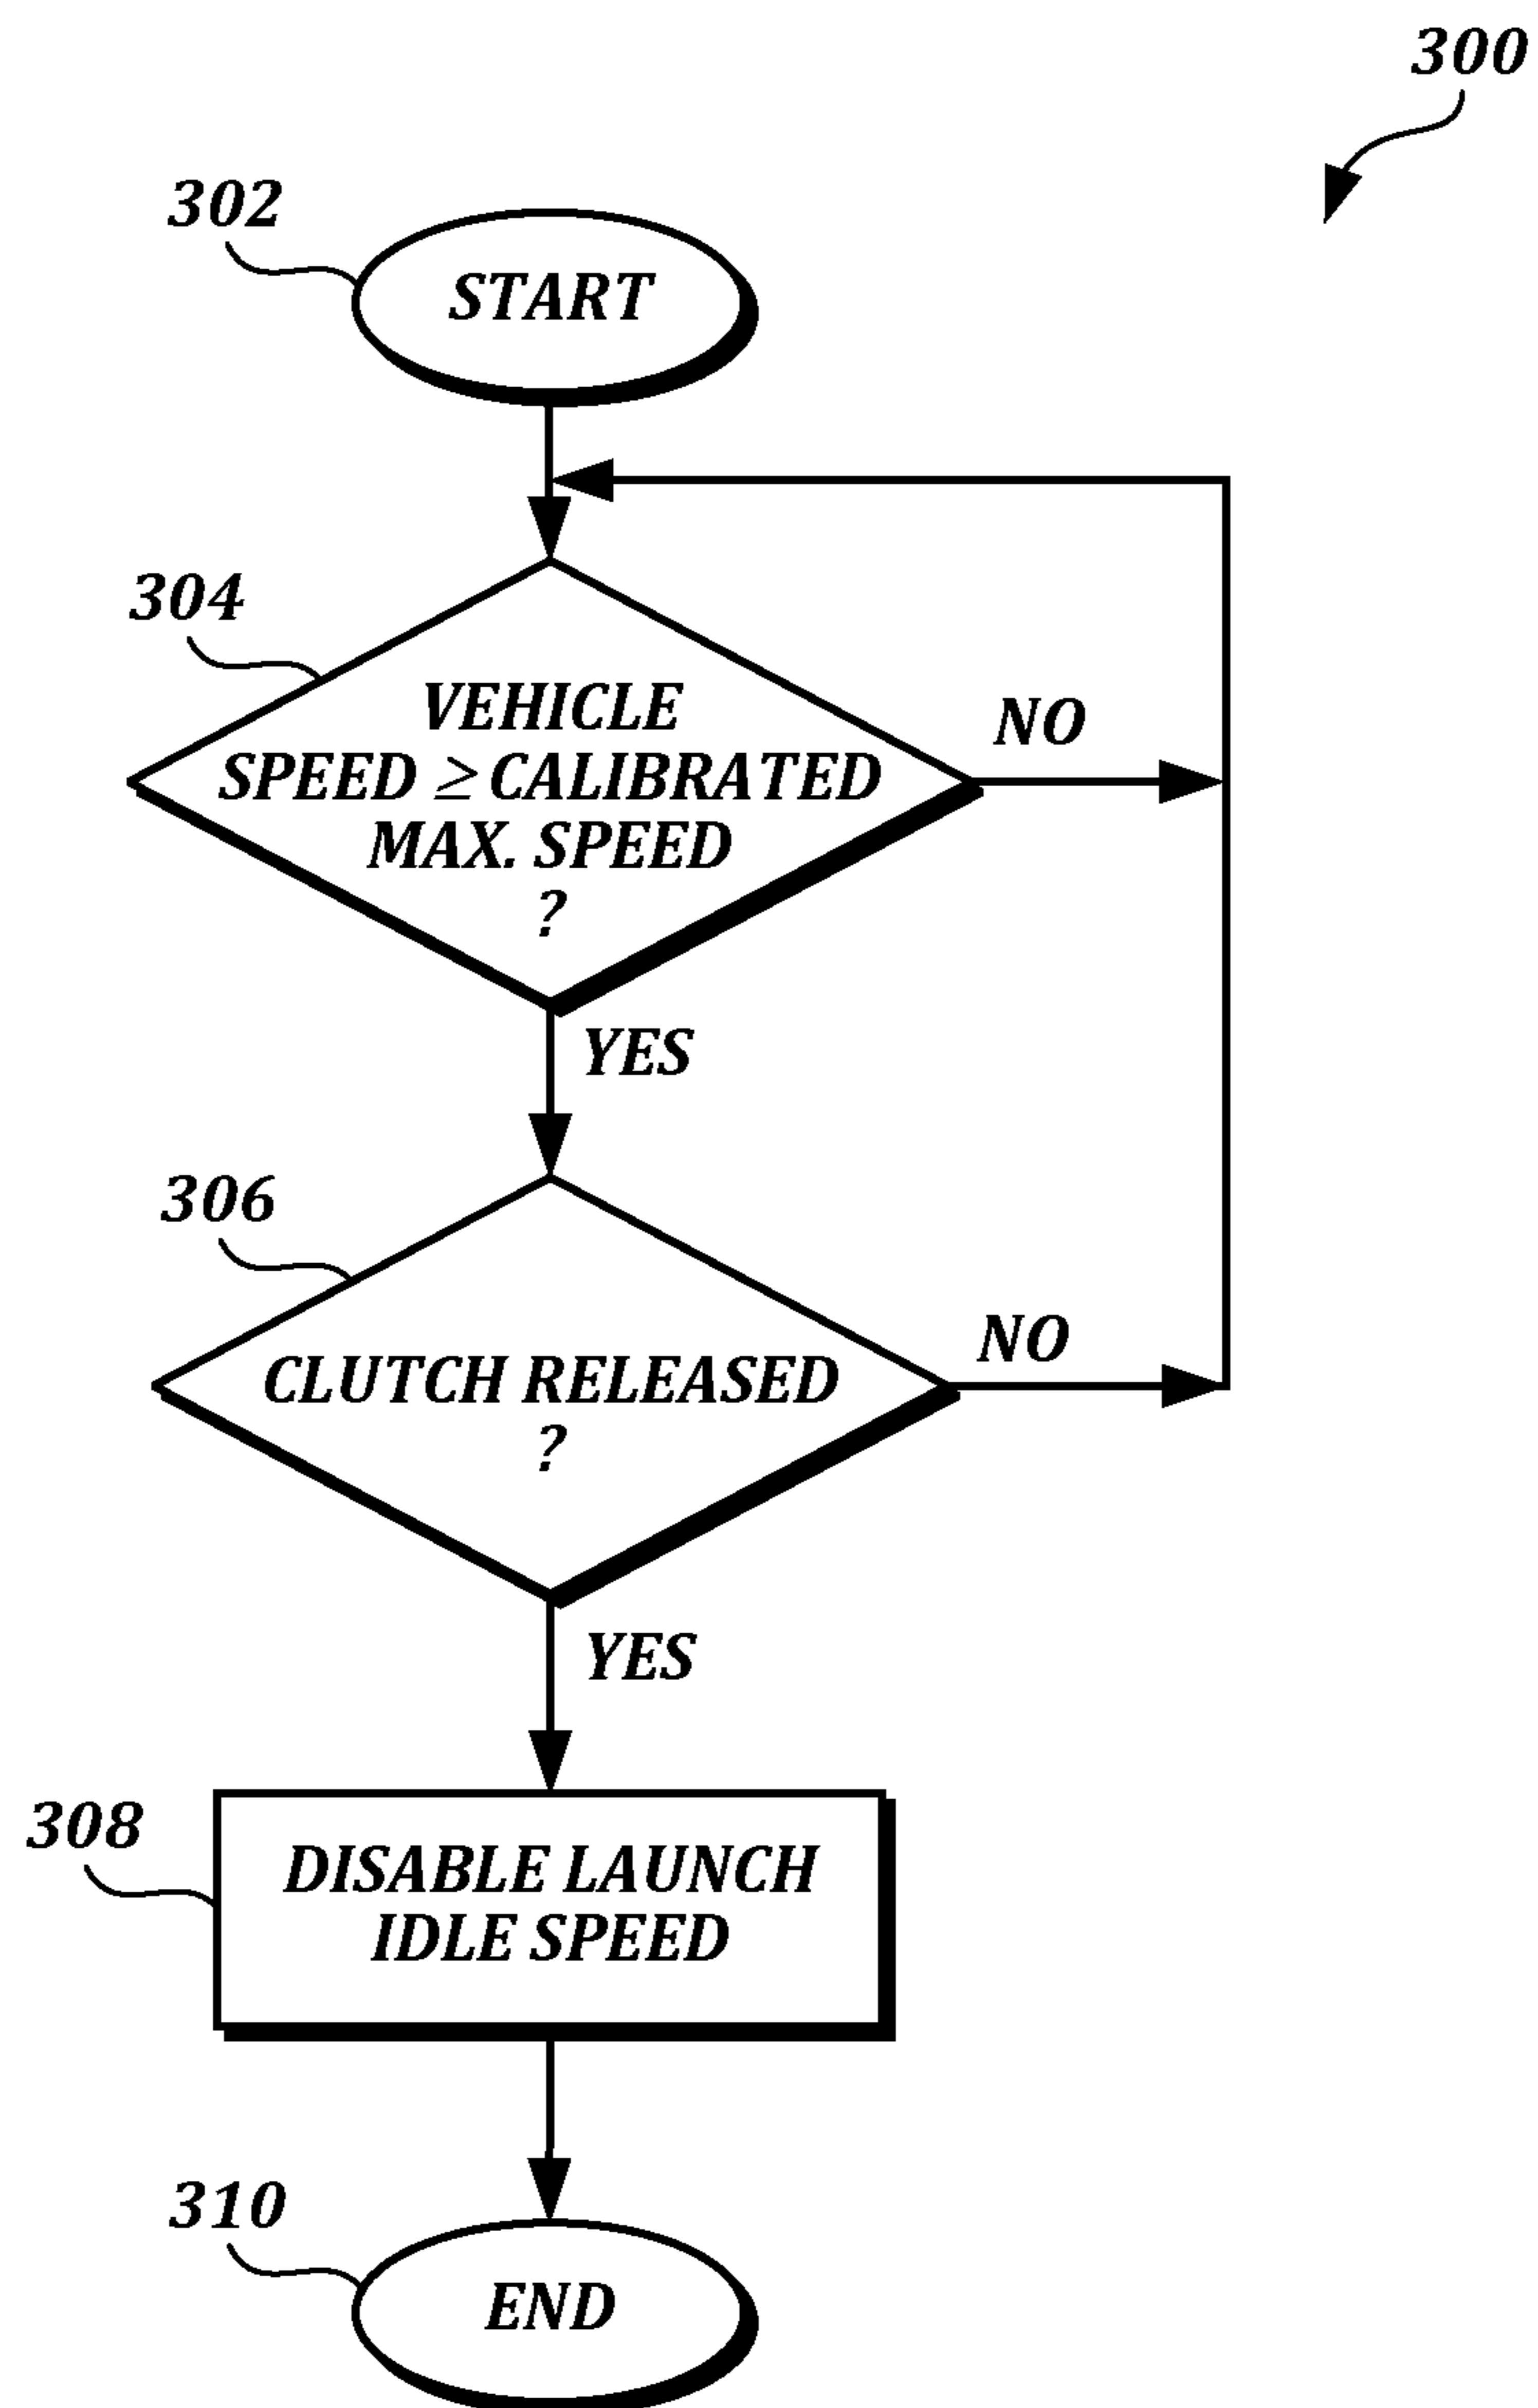 300
302
START
304
VEHICLE
SPEED ≥ CALIBRATED
MAX. SPEED
?
NO
YES
306
CLUTCH RELEASED
?
NO
YES
308
DISABLE LAUNCH
IDLE SPEED
310
END